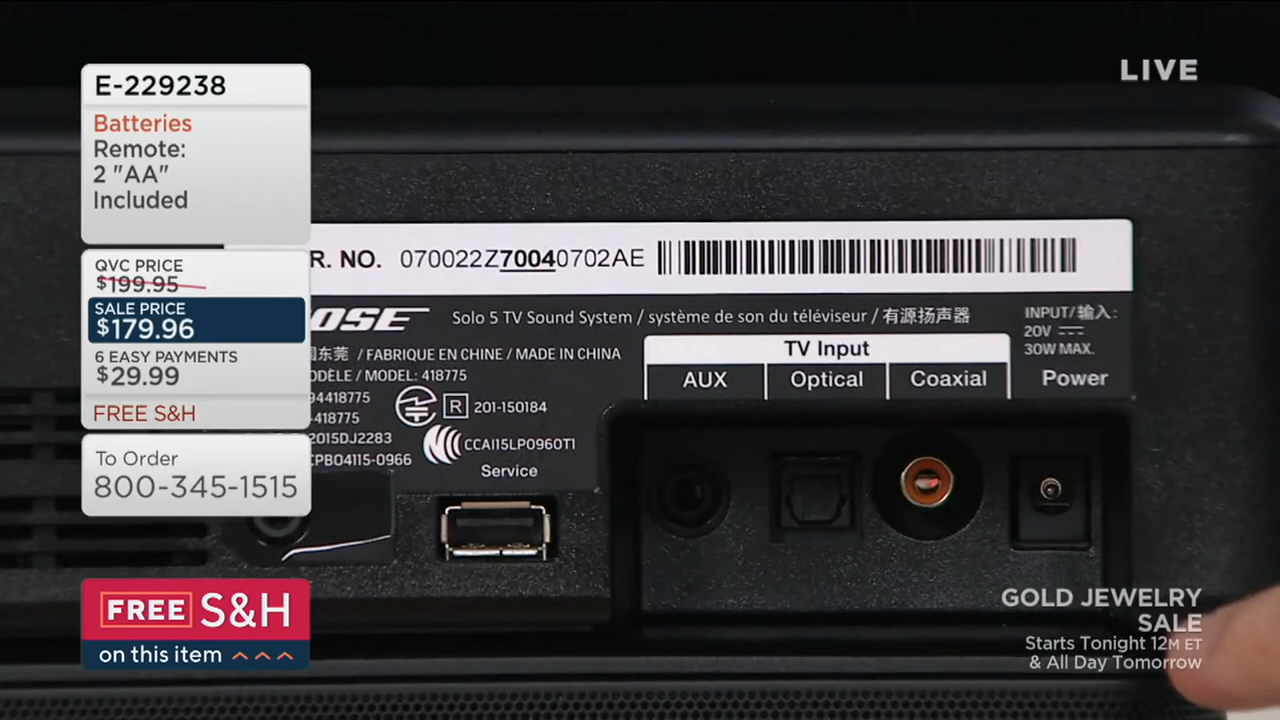 E-229238
Batteries
Remote:
2 "AA"
Included
QVC PRICE
$199.95
SALE PRICE
$179.96
6 EASY PAYMENTS
$29.99
FREE S&H
To Order
800-345-1515
FREE S&H
on this item
LIVE
R. NO. 070022Z70040702AE
OSE Solo 5 TV Sound System / système de son du téléviseur / 有源扬声器
东莞 / FABRIQUE EN CHINE / MADE IN CHINA
ODÈLE / MODEL: 418775
94418775
-418775
2015DJ2283
CPB04115-0966
R 201-150184
CCAI15LP0960T1
Service
TV Input
AUX Optical Coaxial
INPUT/输入:
20V
30W MAX.
Power
GOLD JEWELRY
SALE
Starts Tonight 12M ET
& All Day Tomorrow